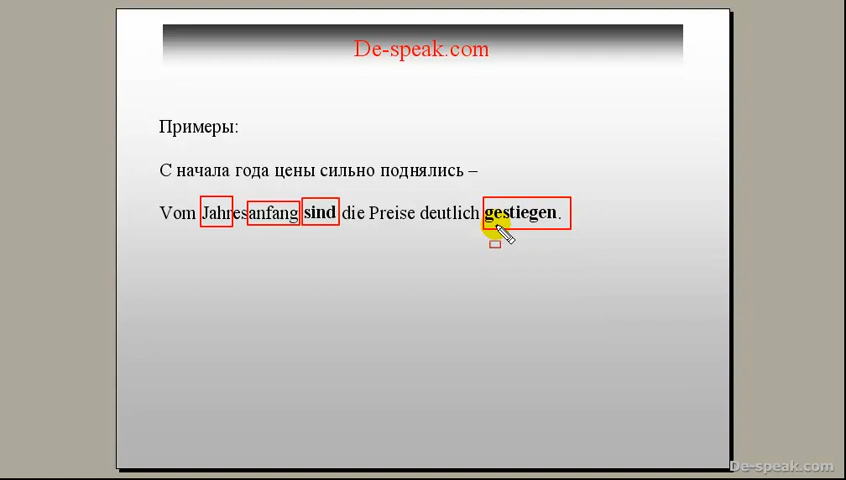 De-speak.com
Примеры:
С начала года цены сильно поднялись –
Vom Jahresanfang sind die Preise deutlich gestiegen.
De-speak.com